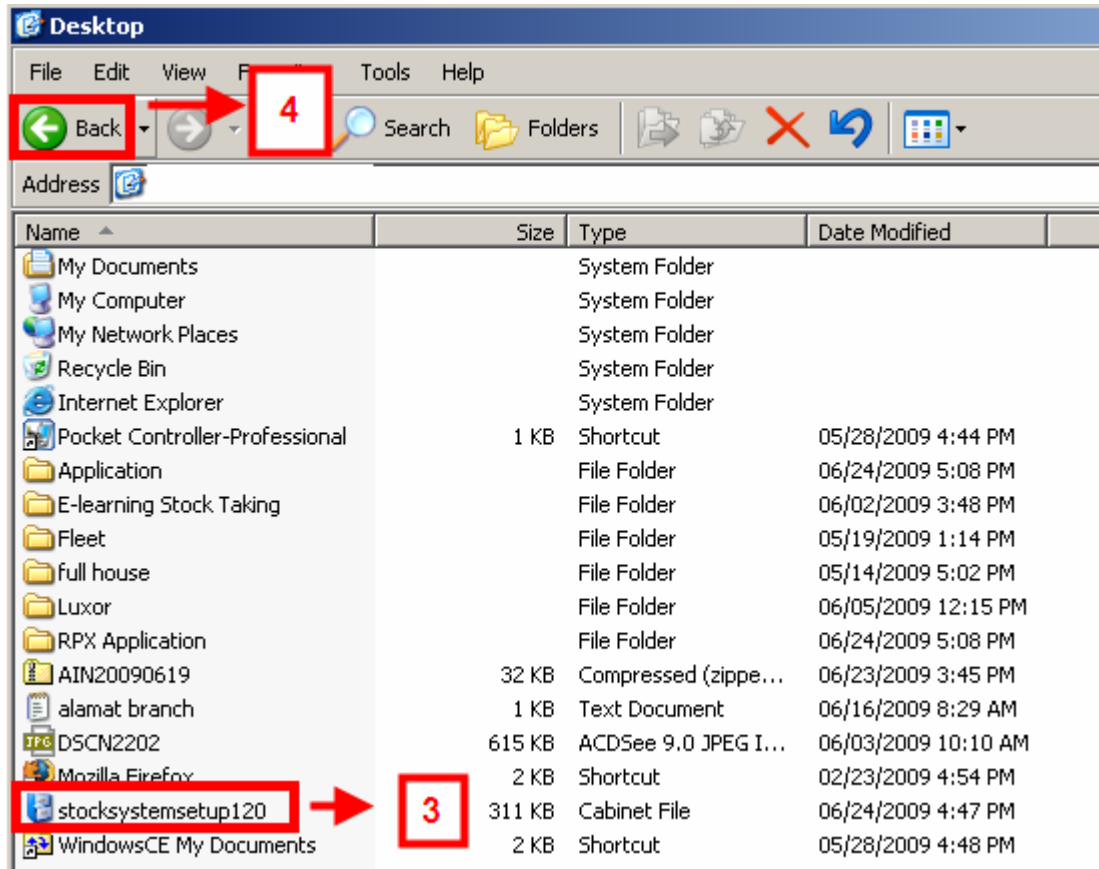 Desktop
File Edit View F Tools Help
Back 4 Search Folders
Address
Name Size Type Date Modified
My Documents System Folder
My Computer System Folder
My Network Places System Folder
Recycle Bin System Folder
Internet Explorer System Folder
Pocket Controller-Professional 1 KB Shortcut 05/28/2009 4:44 PM
Application File Folder 06/24/2009 5:08 PM
E-learning Stock Taking File Folder 06/02/2009 3:48 PM
Fleet File Folder 05/19/2009 1:14 PM
full house File Folder 05/14/2009 5:02 PM
Luxor File Folder 06/05/2009 12:15 PM
RPX Application File Folder 06/24/2009 5:08 PM
AIN20090619 32 KB Compressed (zippe... 06/23/2009 3:45 PM
alamat branch 1 KB Text Document 06/16/2009 8:29 AM
DSCN2202 615 KB ACDSee 9.0 JPEG I... 06/03/2009 10:10 AM
Mozilla Firefox 2 KB Shortcut 02/23/2009 4:54 PM
stocksystemsetup120 3 311 KB Cabinet File 06/24/2009 4:47 PM
WindowsCE My Documents 2 KB Shortcut 05/28/2009 4:48 PM